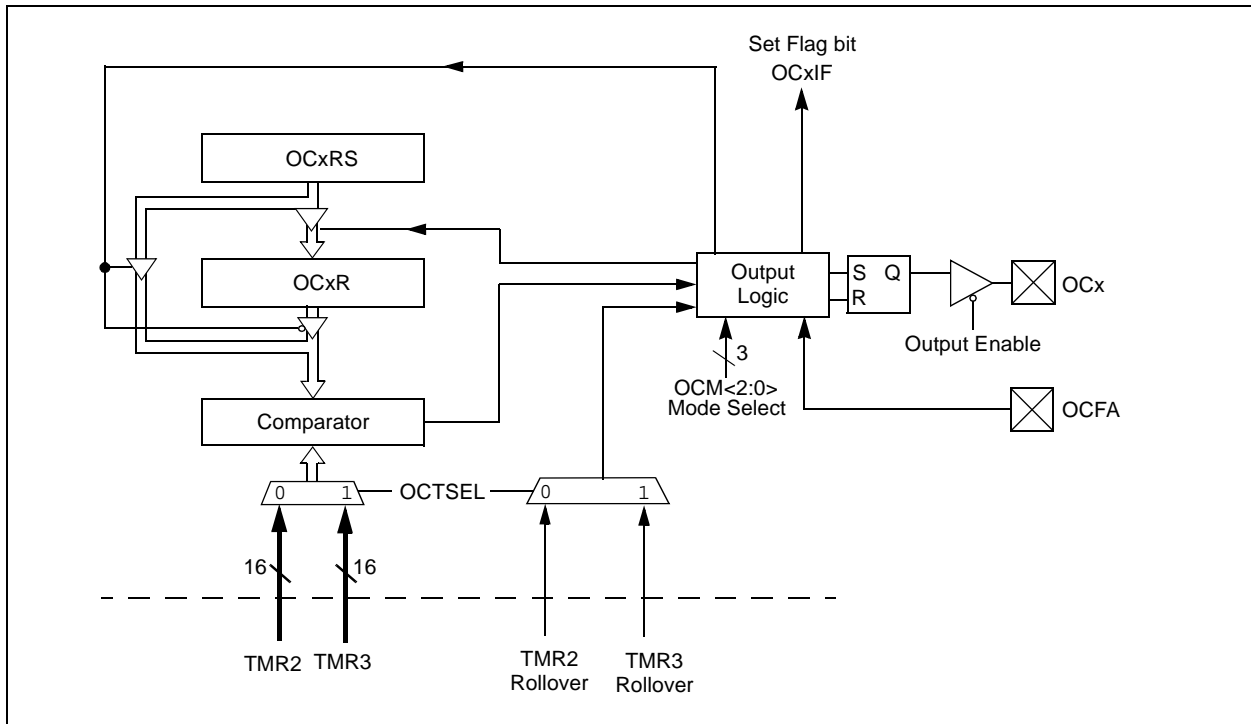 Set Flag bit
OCxIF
OCxRS
OCxR
Output
Logic
S Q
R
OCx
Output Enable
3
OCM<2:0>
Mode Select
OCFA
Comparator
0 1
OCTSEL
0 1
16
16
TMR2
TMR3
TMR2
Rollover
TMR3
Rollover